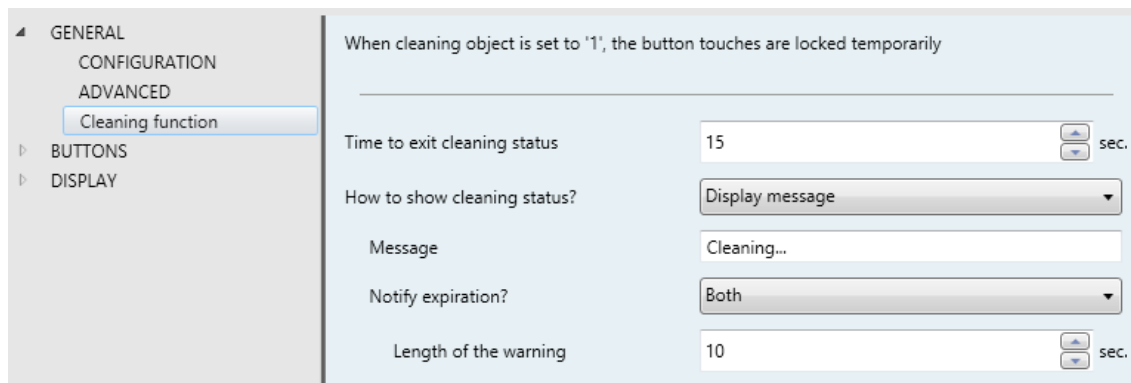 GENERAL
CONFIGURATION
ADVANCED
Cleaning function
BUTTONS
DISPLAY
When cleaning object is set to '1', the button touches are locked temporarily
Time to exit cleaning status 15 sec.
How to show cleaning status? Display message
Message Cleaning...
Notify expiration? Both
Length of the warning 10 sec.